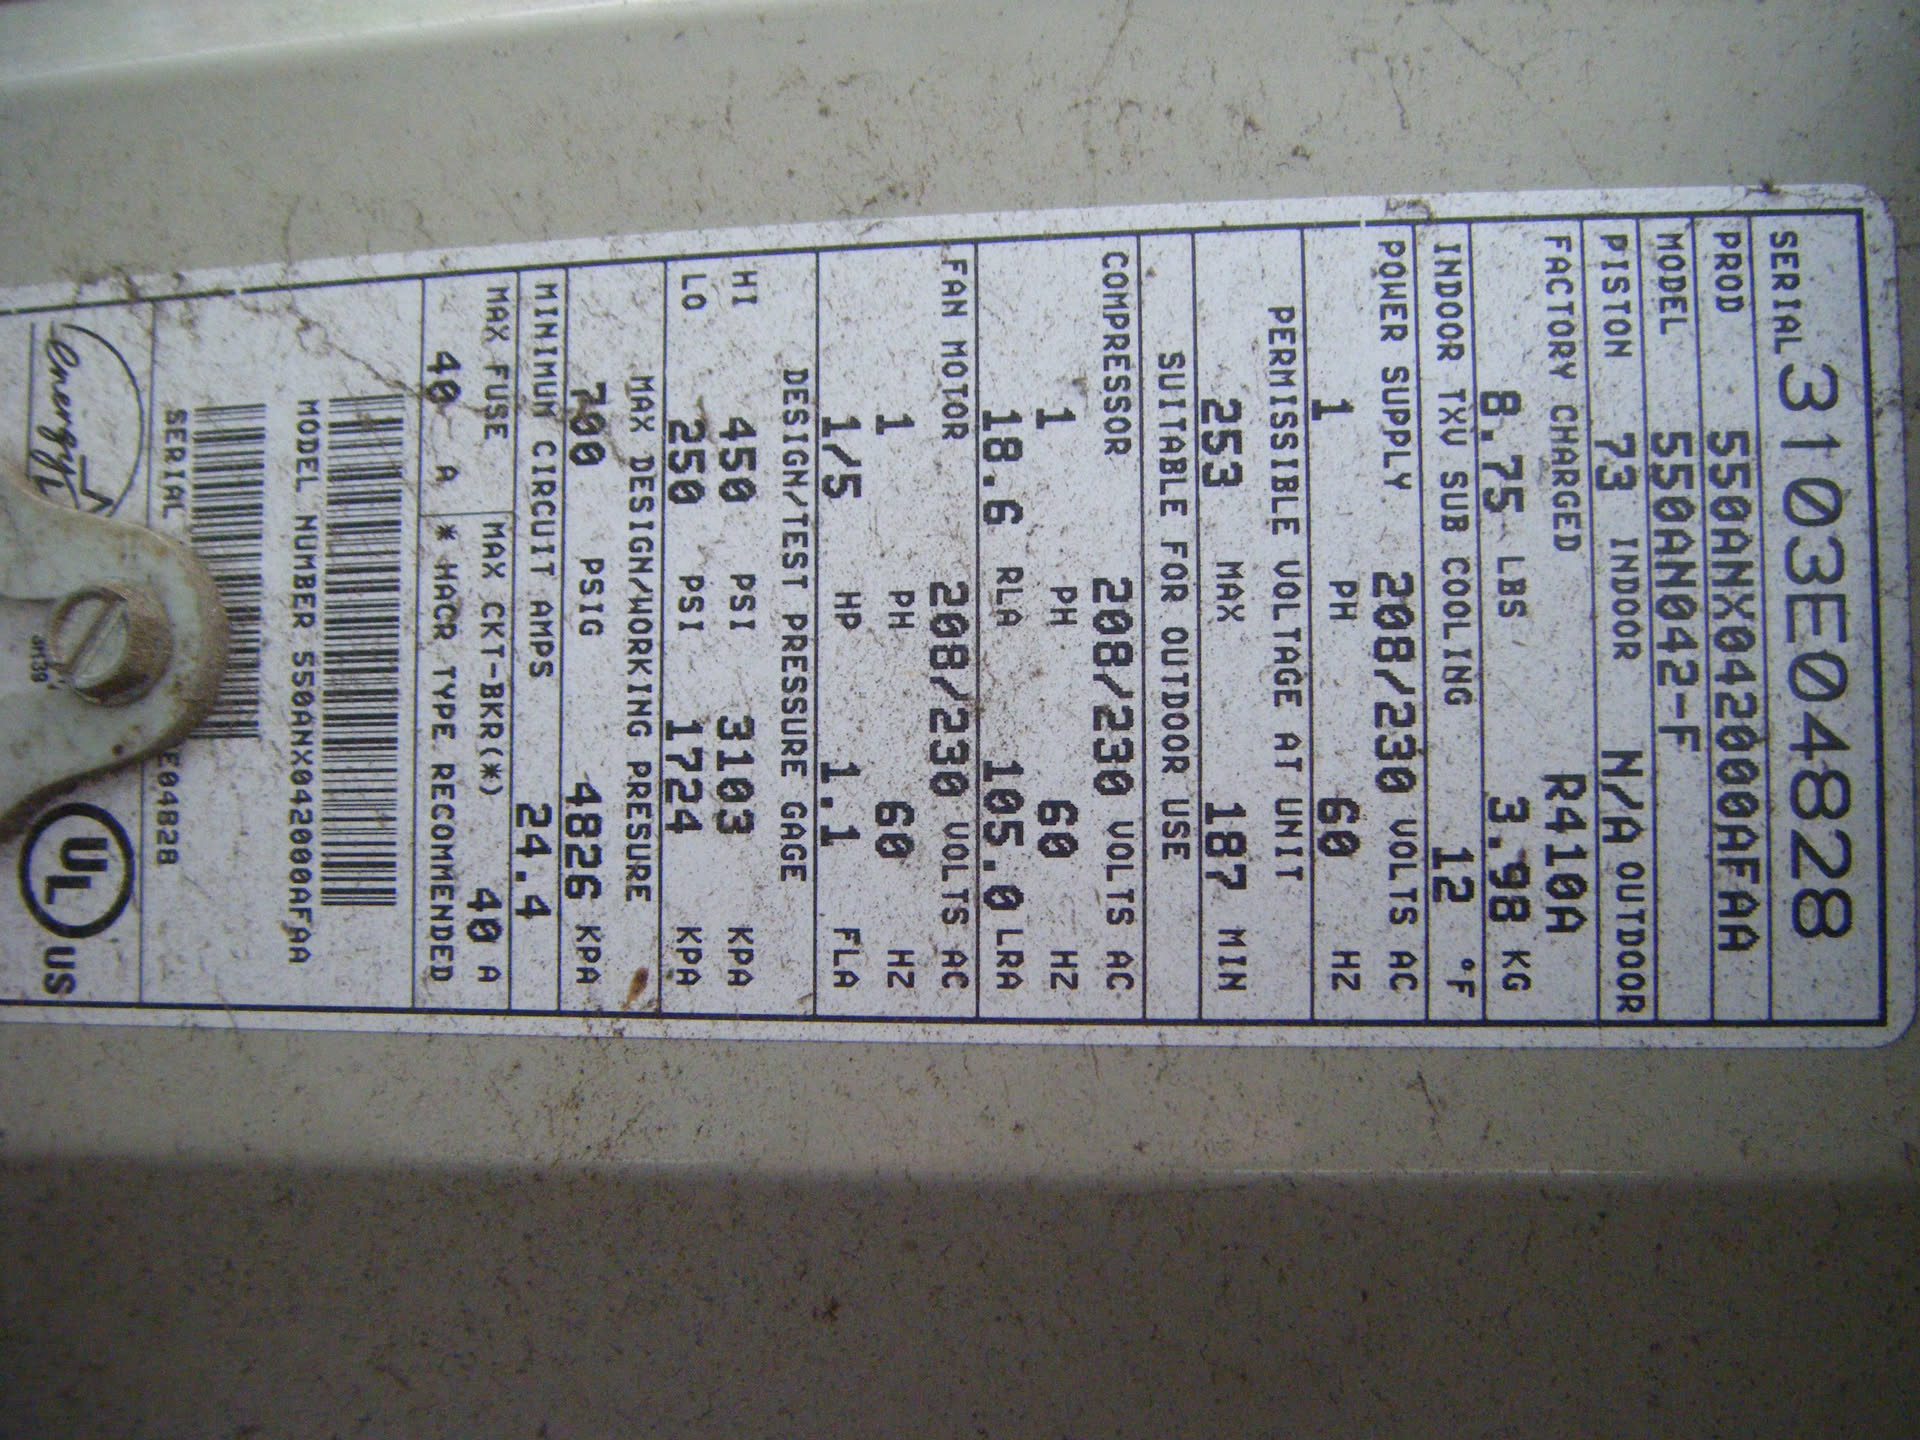 SERIAL 3103E04828
PROD 550ANX042000AFAA
MODEL 550AN042-F
PISTON 73 INDOOR N/A OUTDOOR
FACTORY CHARGED R410A
8.75 LBS 3.98 KG
INDOOR TXV SUB COOLING 12 °F
POWER SUPPLY 208/230 VOLTS AC
1 PH 60 HZ
PERMISSIBLE VOLTAGE AT UNIT
253 MAX 187 MIN
SUITABLE FOR OUTDOOR USE
COMPRESSOR 208/230 VOLTS AC
1 PH 60 HZ
18.6 RLA 105.0 LRA
FAN MOTOR 208/230 VOLTS AC
1 PH 60 HZ
1/5 HP 1.1 FLA
DESIGN/TEST PRESSURE GAGE
HI 450 PSI 3103 KPA
LO 250 PSI 1724 KPA
MAX DESIGN/WORKING PRESURE
700 PSIG 4826 KPA
MINIMUN CIRCUIT AMPS 24.4
MAX FUSE MAX CKT-BKR(*)
40 A 40 A
* HACR TYPE RECOMMENDED
MODEL NUMBER 550ANX042000AFAA
SERIAL E04828
UL US